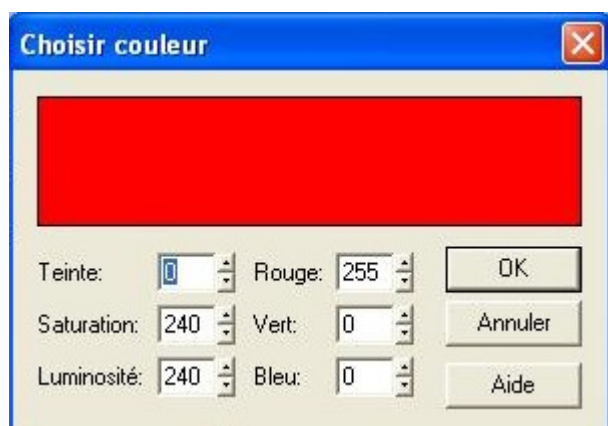 Choisir couleur
Teinte: 0 Rouge: 255 OK
Saturation: 240 Vert: 0 Annuler
Luminosité: 240 Bleu: 0 Aide